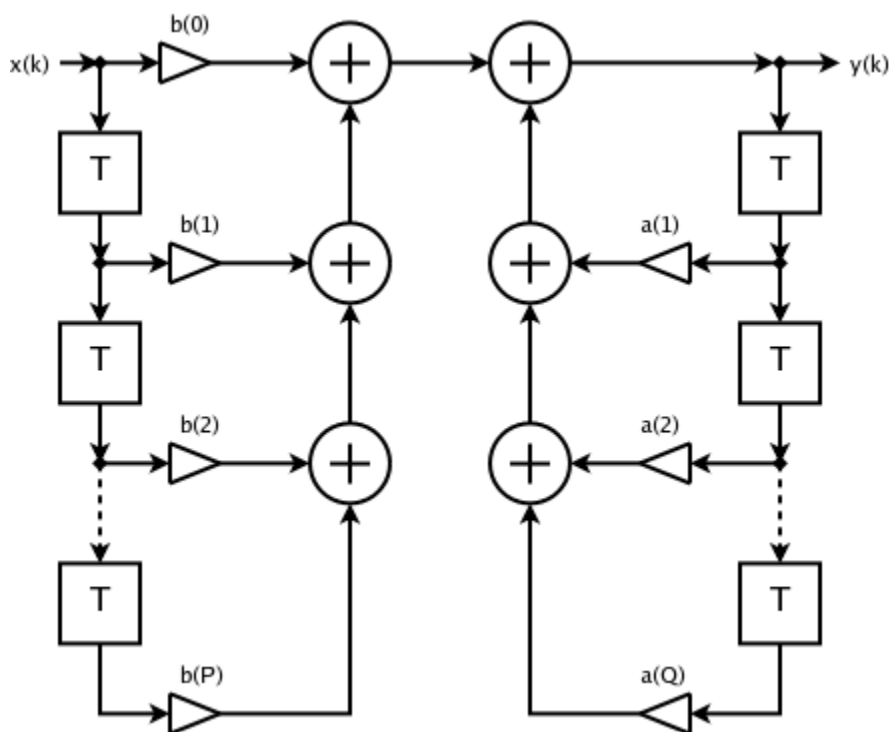 b(0)
x(k) + + y(k)
T T
b(1) a(1)
+ +
T T
b(2) a(2)
+ +
T T
b(P) a(Q)